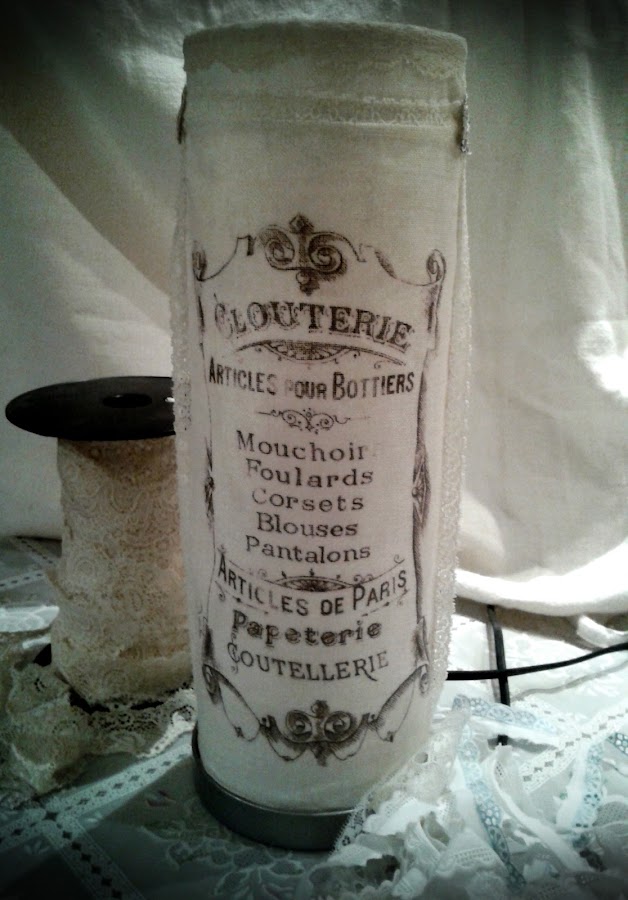 CLOUTERIE
ARTICLES POUR BOTTIERS
Mouchoir
Foulards
Corsets
Blouses
Pantalons
ARTICLES DE PARIS
Papeterie
COUTELLERIE